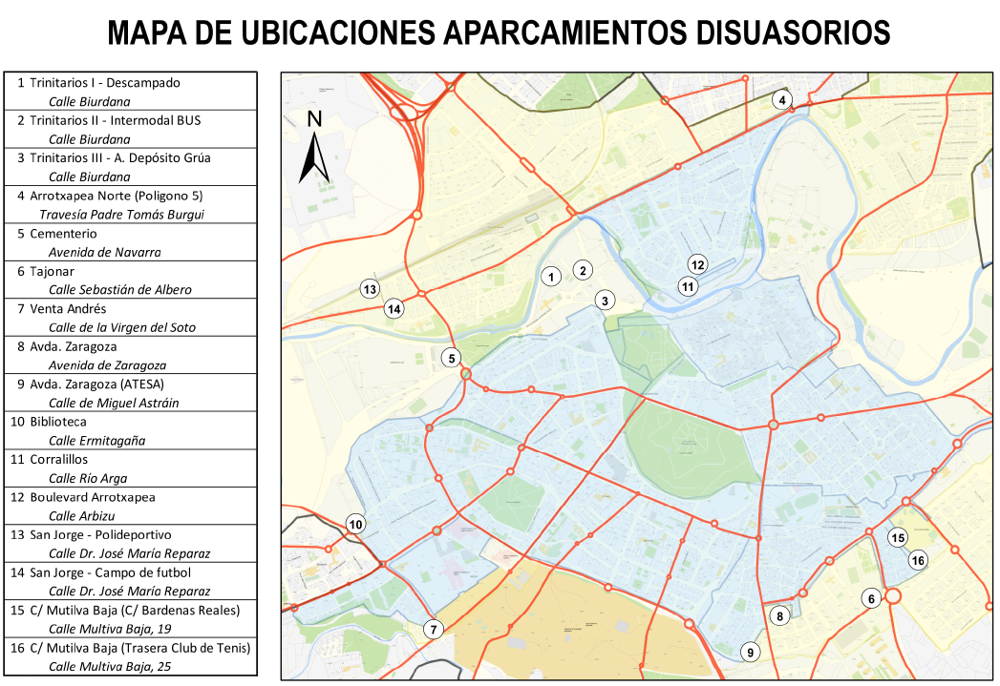 MAPA DE UBICACIONES APARCAMIENTOS DISUASORIOS
1 Trinitarios I - Descampado
Calle Biurdana
2 Trinitarios II - Intermodal BUS
Calle Biurdana
3 Trinitarios III - A. Depósito Grúa
Calle Biurdana
4 Arrotxapea Norte (Poligono 5)
Travesía Padre Tomás Burgui
5 Cementerio
Avenida de Navarra
6 Tajonar
Calle Sebastián de Albero
7 Venta Andrés
Calle de la Virgen del Soto
8 Avda. Zaragoza
Avenida de Zaragoza
9 Avda. Zaragoza (ATESA)
Calle de Miguel Astráin
10 Biblioteca
Calle Ermitagaña
11 Corralillos
Calle Río Arga
12 Boulevard Arrotxapea
Calle Arbizu
13 San Jorge - Polideportivo
Calle Dr. José María Reparaz
14 San Jorge - Campo de futbol
Calle Dr. José María Reparaz
15 C/ Mutilva Baja (C/ Bardenas Reales)
Calle Multiva Baja, 19
16 C/ Mutilva Baja (Trasera Club de Tenis)
Calle Multiva Baja, 25
N
4
12
1
2
11
13
3
14
5
10
15
16
6
8
7
9